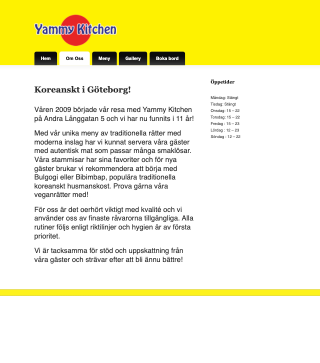 Yammy Kitchen
Hem
Om Oss
Meny
Gallery
Boka bord
Koreanskt i Göteborg!
Våren 2009 började vår resa med Yammy Kitchen
på Andra Långgatan 5 och vi har nu funnits i 11 år!
Med vår unika meny av traditionella rätter med
moderna inslag har vi kunnat servera våra gäster
med autentisk mat som passar många smaklösar.
Våra stammisar har sina favoriter och för nya
gäster brukar vi rekommendera att börja med
Bulgogi eller Bibimbap, populära traditionella
koreanskt husmanskost. Prova gärna våra
veganrätter med!
För oss är det oerhört viktigt med kvalité och vi
använder oss av finaste råvarorna tillgängliga. Alla
rutiner följs enligt riktlinjer och hygien är av första
prioritet.
Vi är tacksamma för stöd och uppskattning från
våra gäster och strävar efter att bli ännu bättre!
Öppetider
Måndag: Stängt
Tisdag: Stängt
Onsdag: 15 – 22
Torsdag: 15 – 22
Fredag: 15 – 23
Lördag : 12 – 23
Söndag : 13 – 22